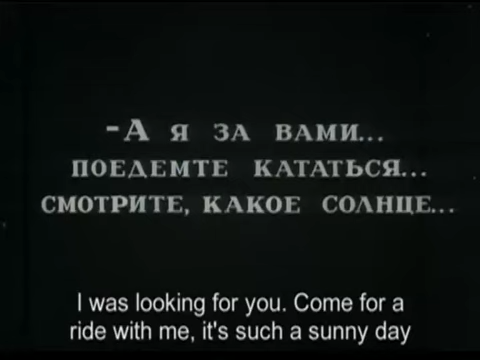 -А Я ЗА ВАМИ...
ПОЕДЕМТЕ КАТАТЬСЯ...
СМОТРИТЕ, КАКОЕ СОЛНЦЕ...
I was looking for you. Come for a
ride with me, it's such a sunny day